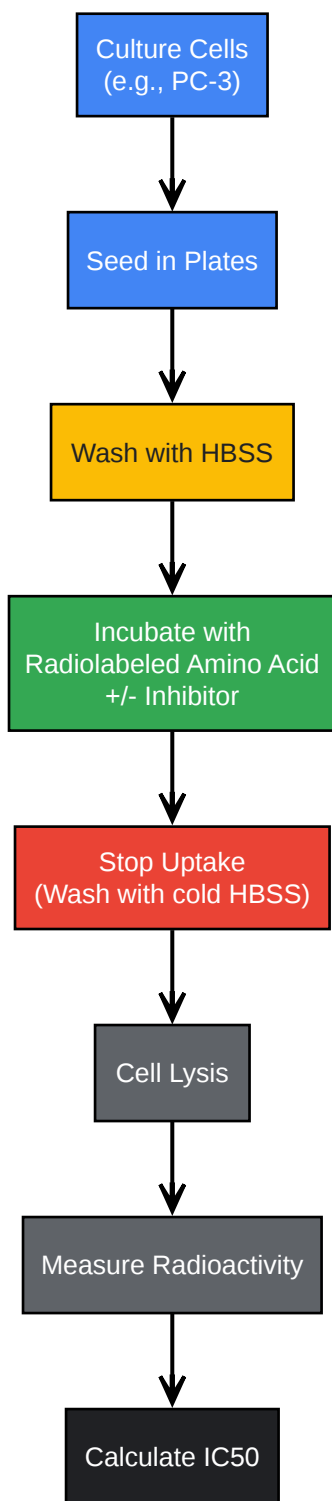 Culture Cells
(e.g., PC-3)
Seed in Plates
Wash with HBSS
Incubate with
Radiolabeled Amino Acid
+/- Inhibitor
Stop Uptake
(Wash with cold HBSS)
Cell Lysis
Measure Radioactivity
Calculate IC50